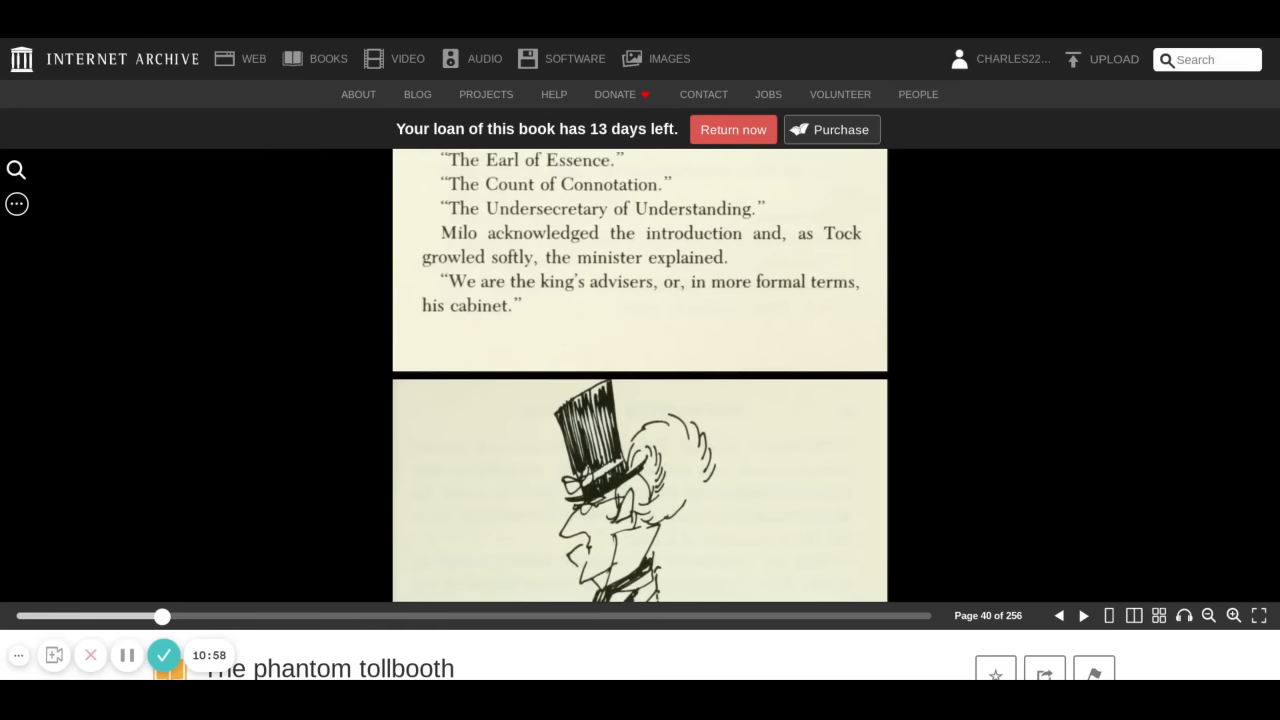 INTERNET ARCHIVE WEB BOOKS VIDEO AUDIO SOFTWARE IMAGES CHARLES22... UPLOAD Search
ABOUT BLOG PROJECTS HELP DONATE CONTACT JOBS VOLUNTEER PEOPLE
Your loan of this book has 13 days left. Return now Purchase
“The Earl of Essence.”
“The Count of Connotation.”
“The Undersecretary of Understanding.”
Milo acknowledged the introduction and, as Tock
growled softly, the minister explained.
“We are the king’s advisers, or, in more formal terms,
his cabinet.”
Page 40 of 256
10:58
The phantom tollbooth